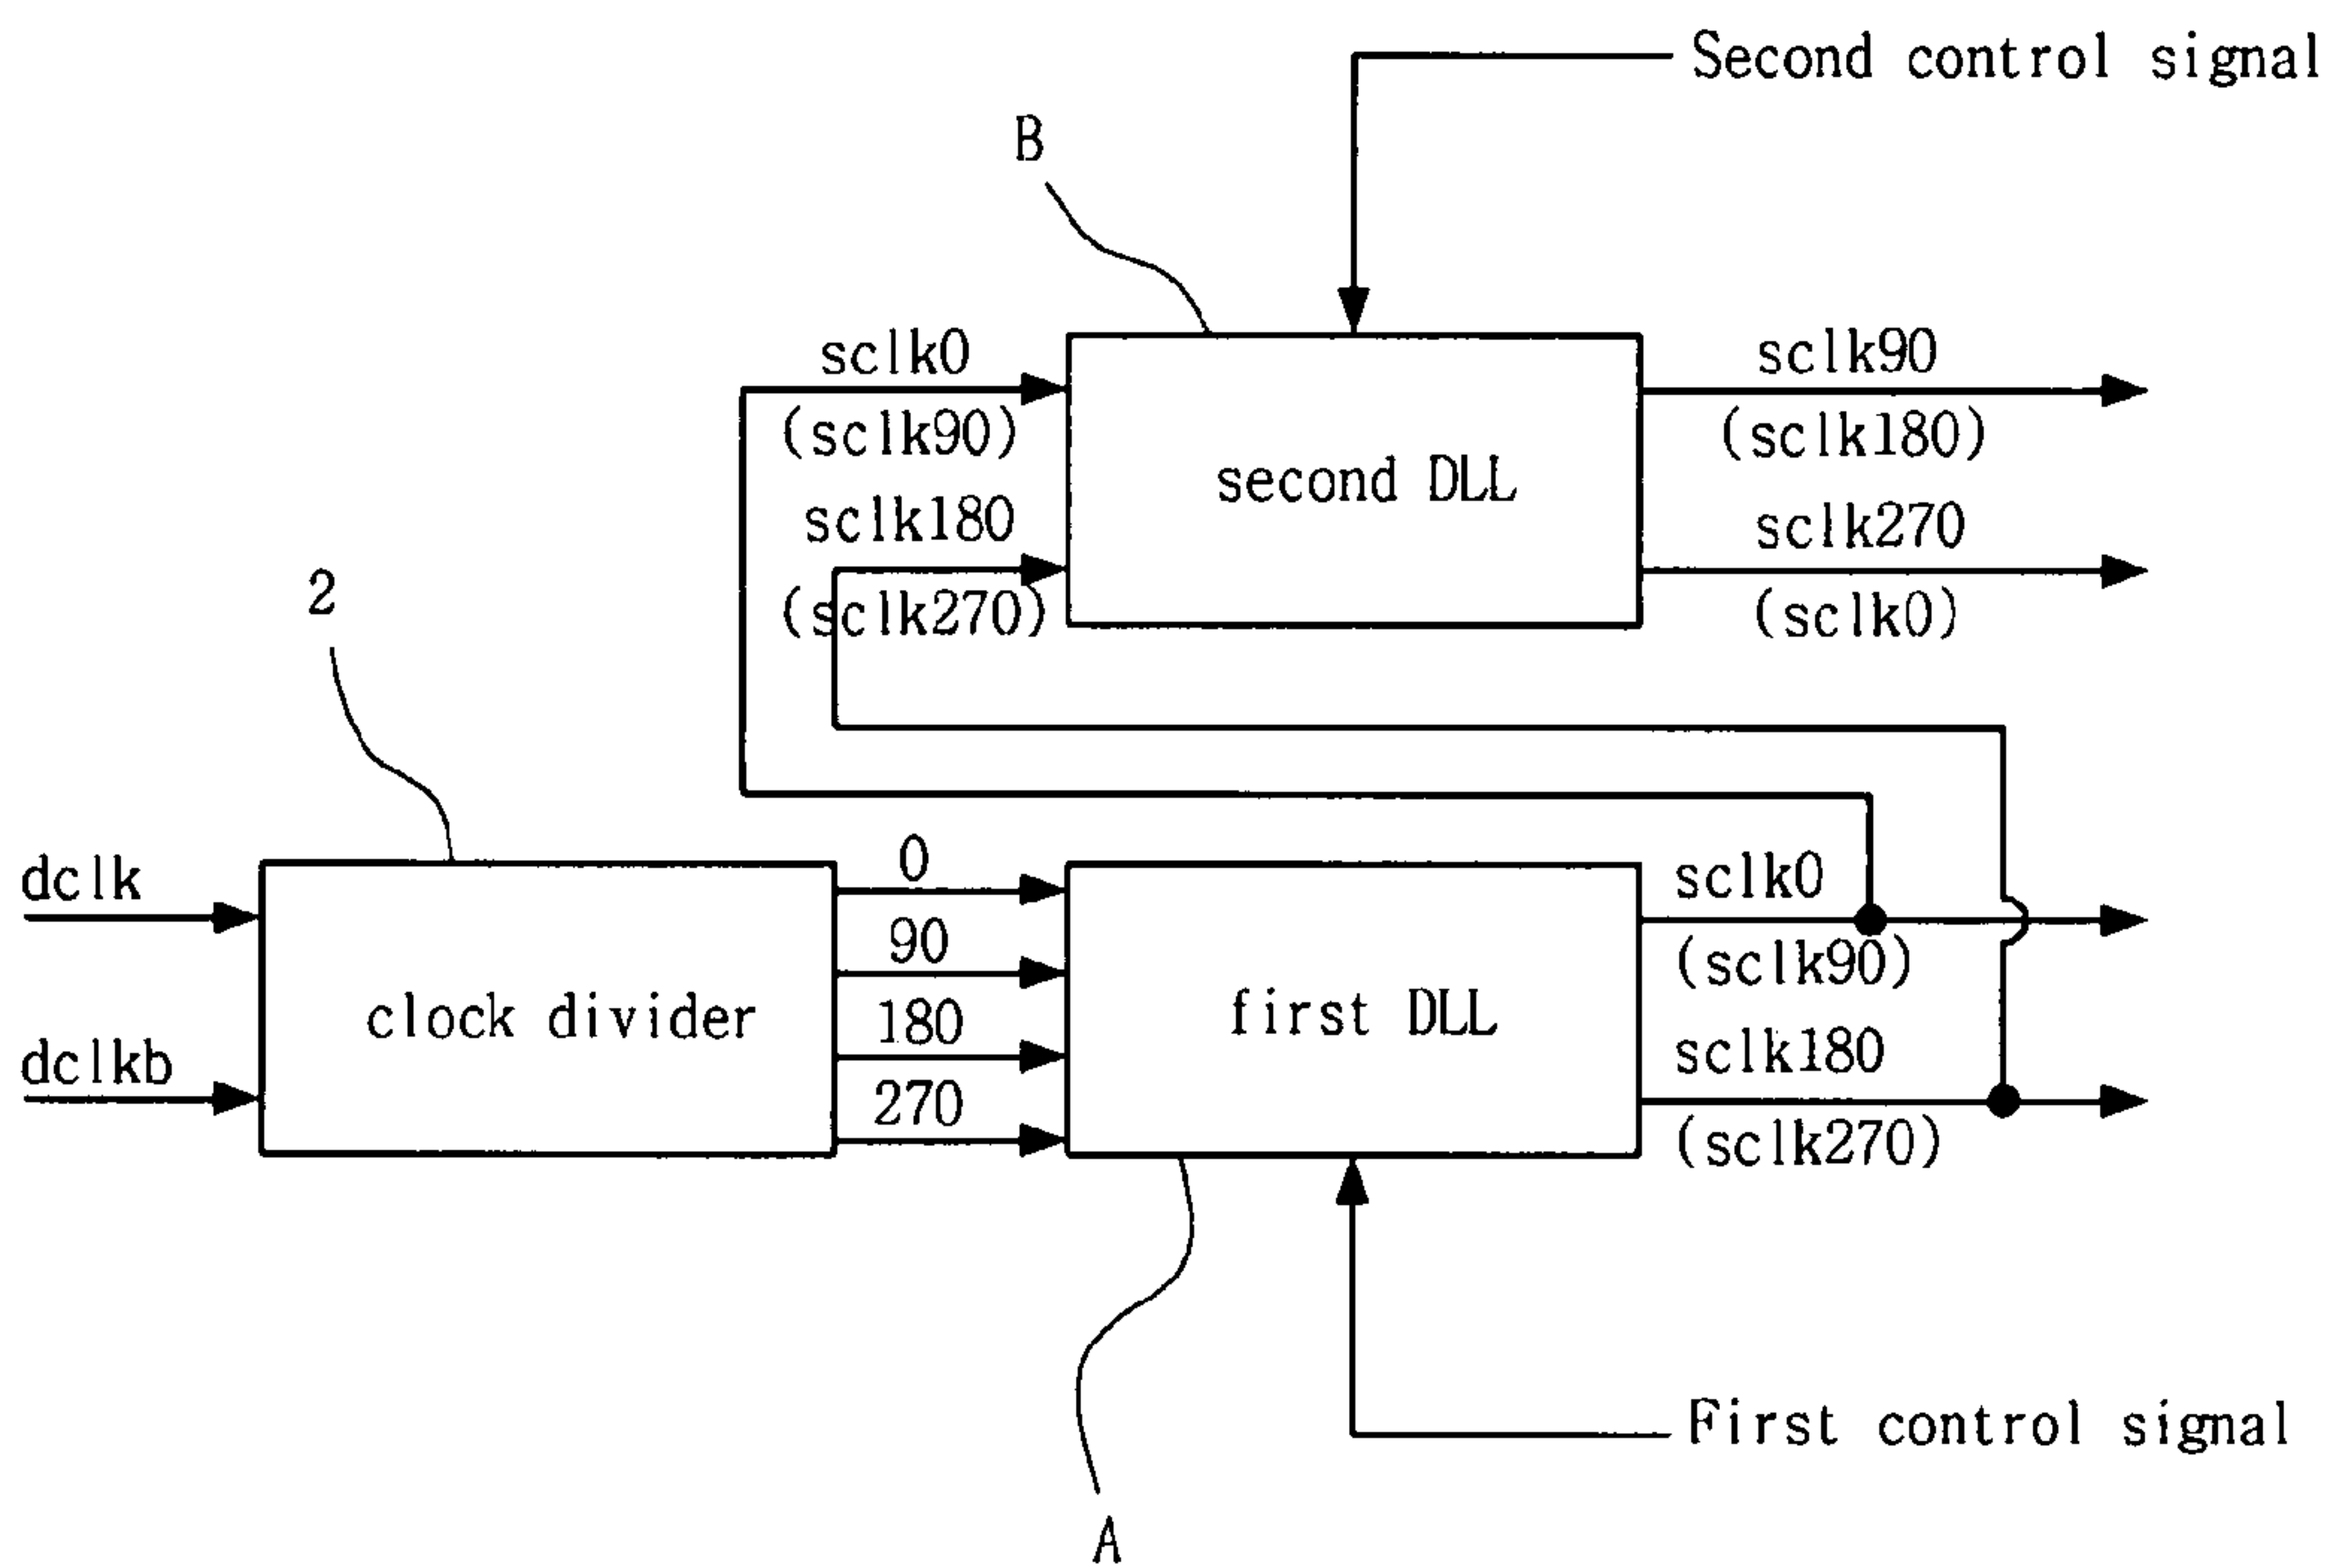 Second control signal
B
sclk0
(sclk90)
sclk180
(sclk270)
second DLL
sclk90
(sclk180)
sclk270
(sclk0)
2
dclk
dclkb
clock divider
0
90
180
270
first DLL
sclk0
(sclk90)
sclk180
(sclk270)
First control signal
A